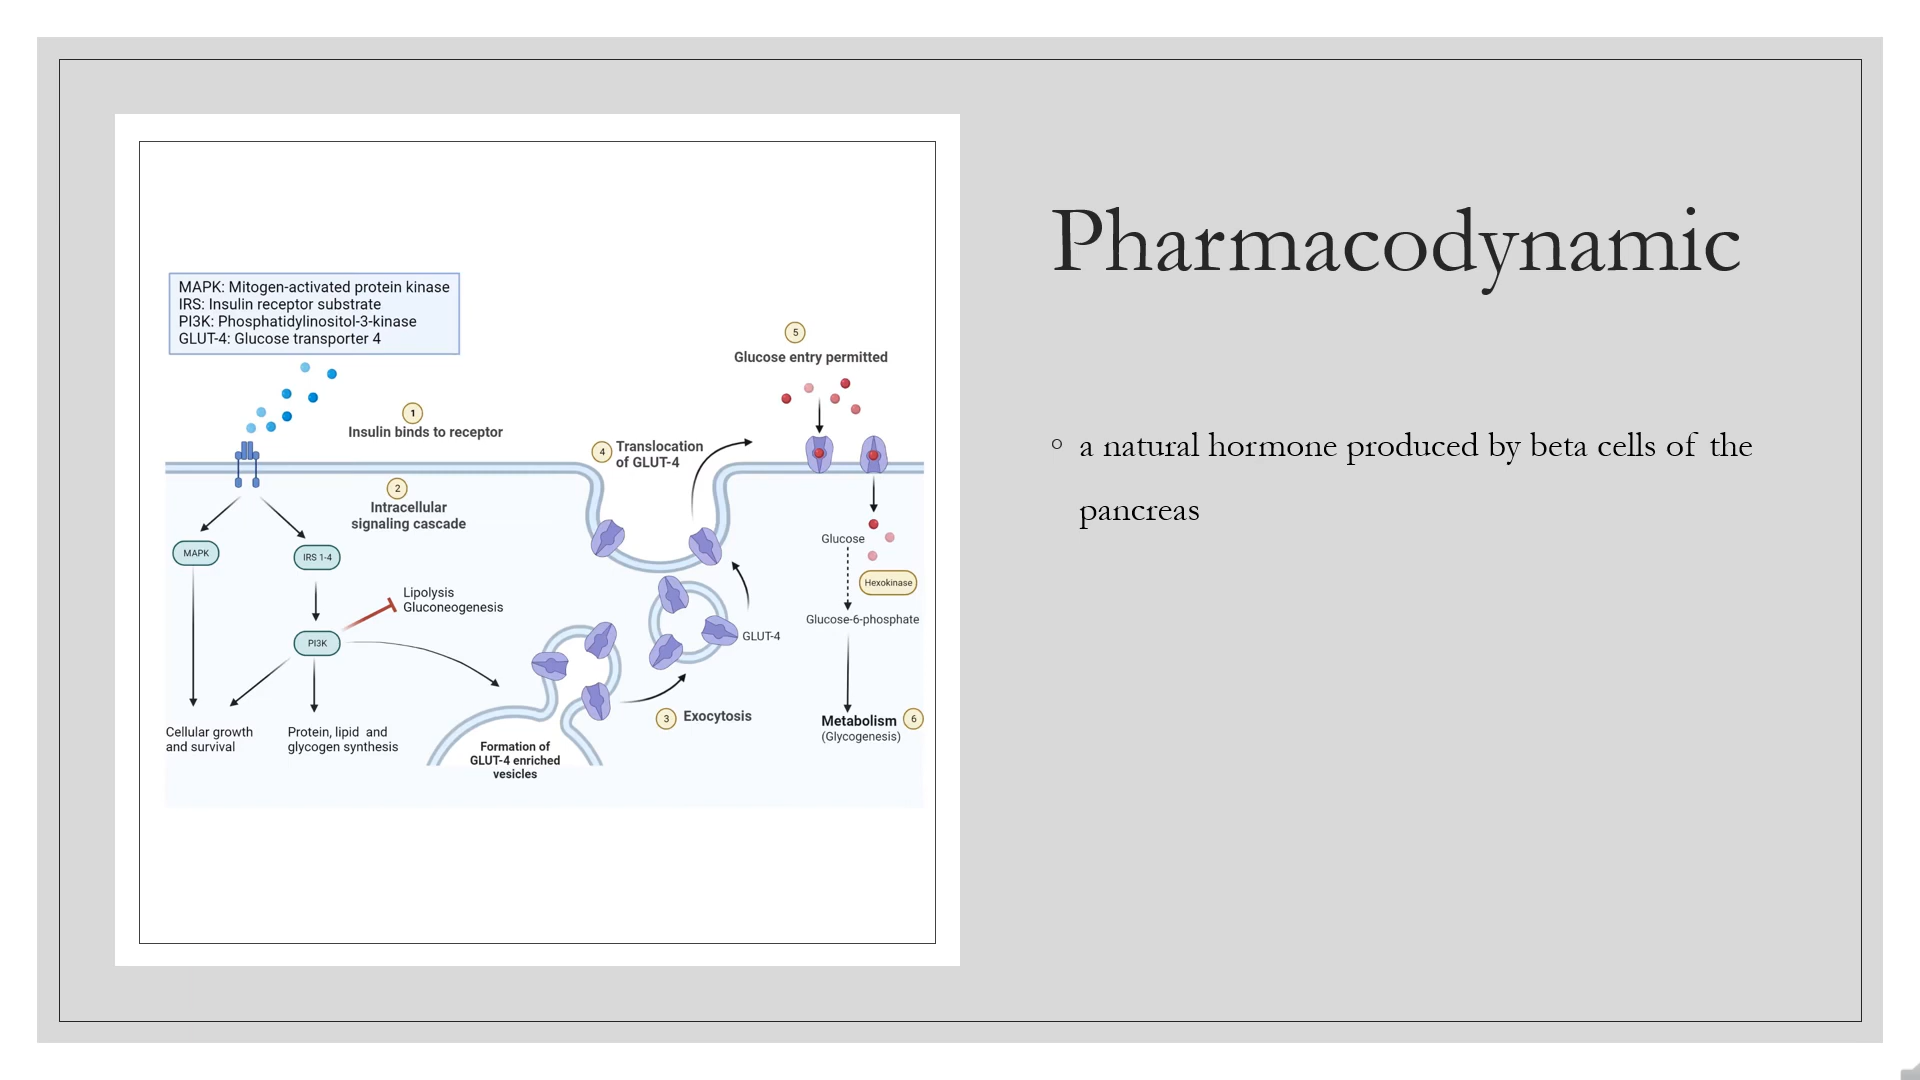 MAPK: Mitogen-activated protein kinase
IRS: Insulin receptor substrate
PI3K: Phosphatidylinositol-3-kinase
GLUT-4: Glucose transporter 4
1
Insulin binds to receptor
2
Intracellular
signaling cascade
MAPK
IRS 1-4
Lipolysis
Gluconeogenesis
PI3K
Cellular growth
and survival
Protein, lipid and
glycogen synthesis
Formation of
GLUT-4 enriched
vesicles
3 Exocytosis
GLUT-4
4 Translocation
of GLUT-4
5
Glucose entry permitted
Glucose
Hexokinase
Glucose-6-phosphate
Metabolism 6
(Glycogenesis)
Pharmacodynamic
◦ a natural hormone produced by beta cells of the
pancreas